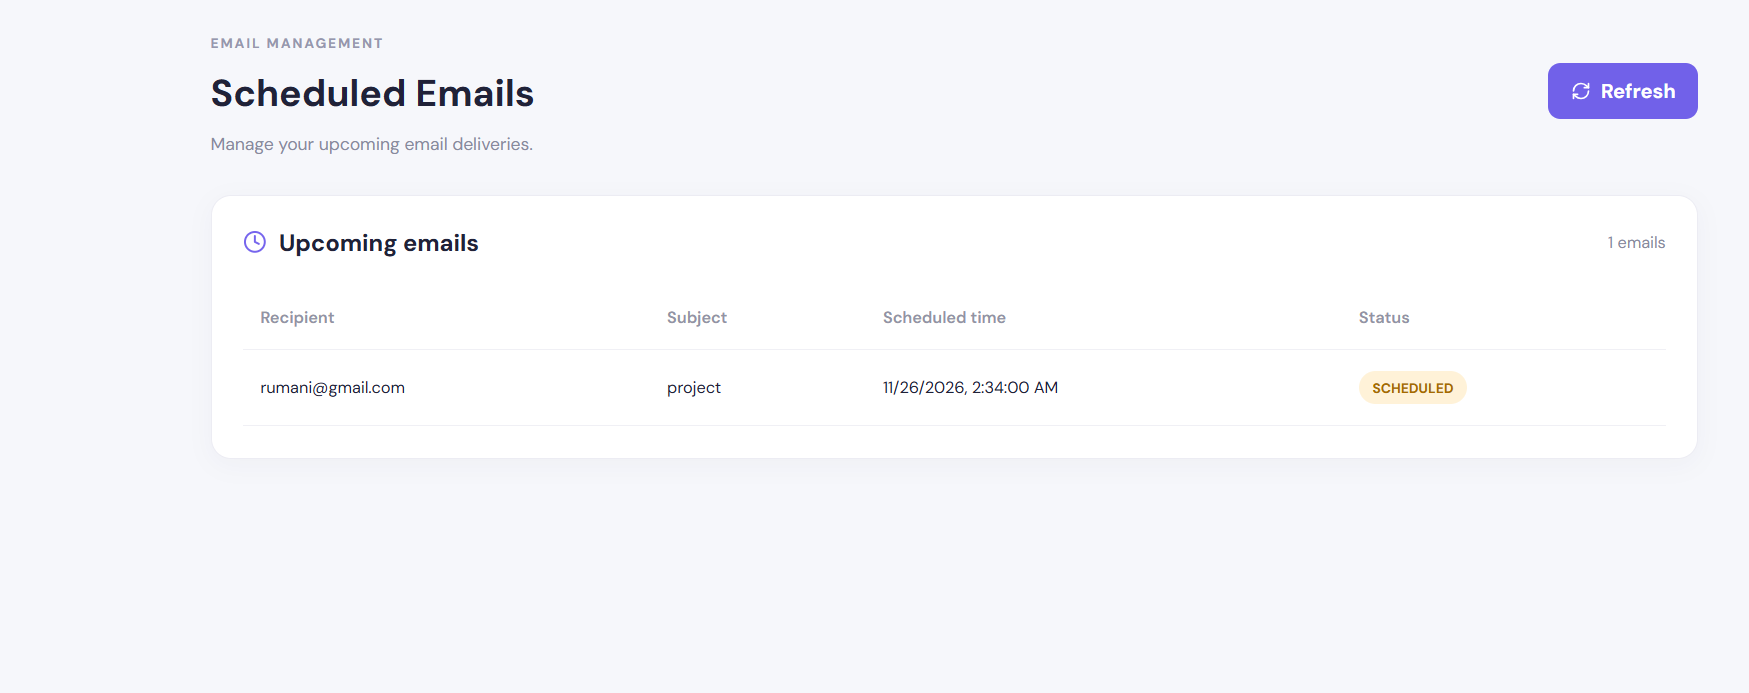 EMAIL MANAGEMENT
Scheduled Emails
Refresh
Manage your upcoming email deliveries.
Upcoming emails
1 emails
Recipient Subject Scheduled time Status
rumani@gmail.com project 11/26/2026, 2:34:00 AM SCHEDULED